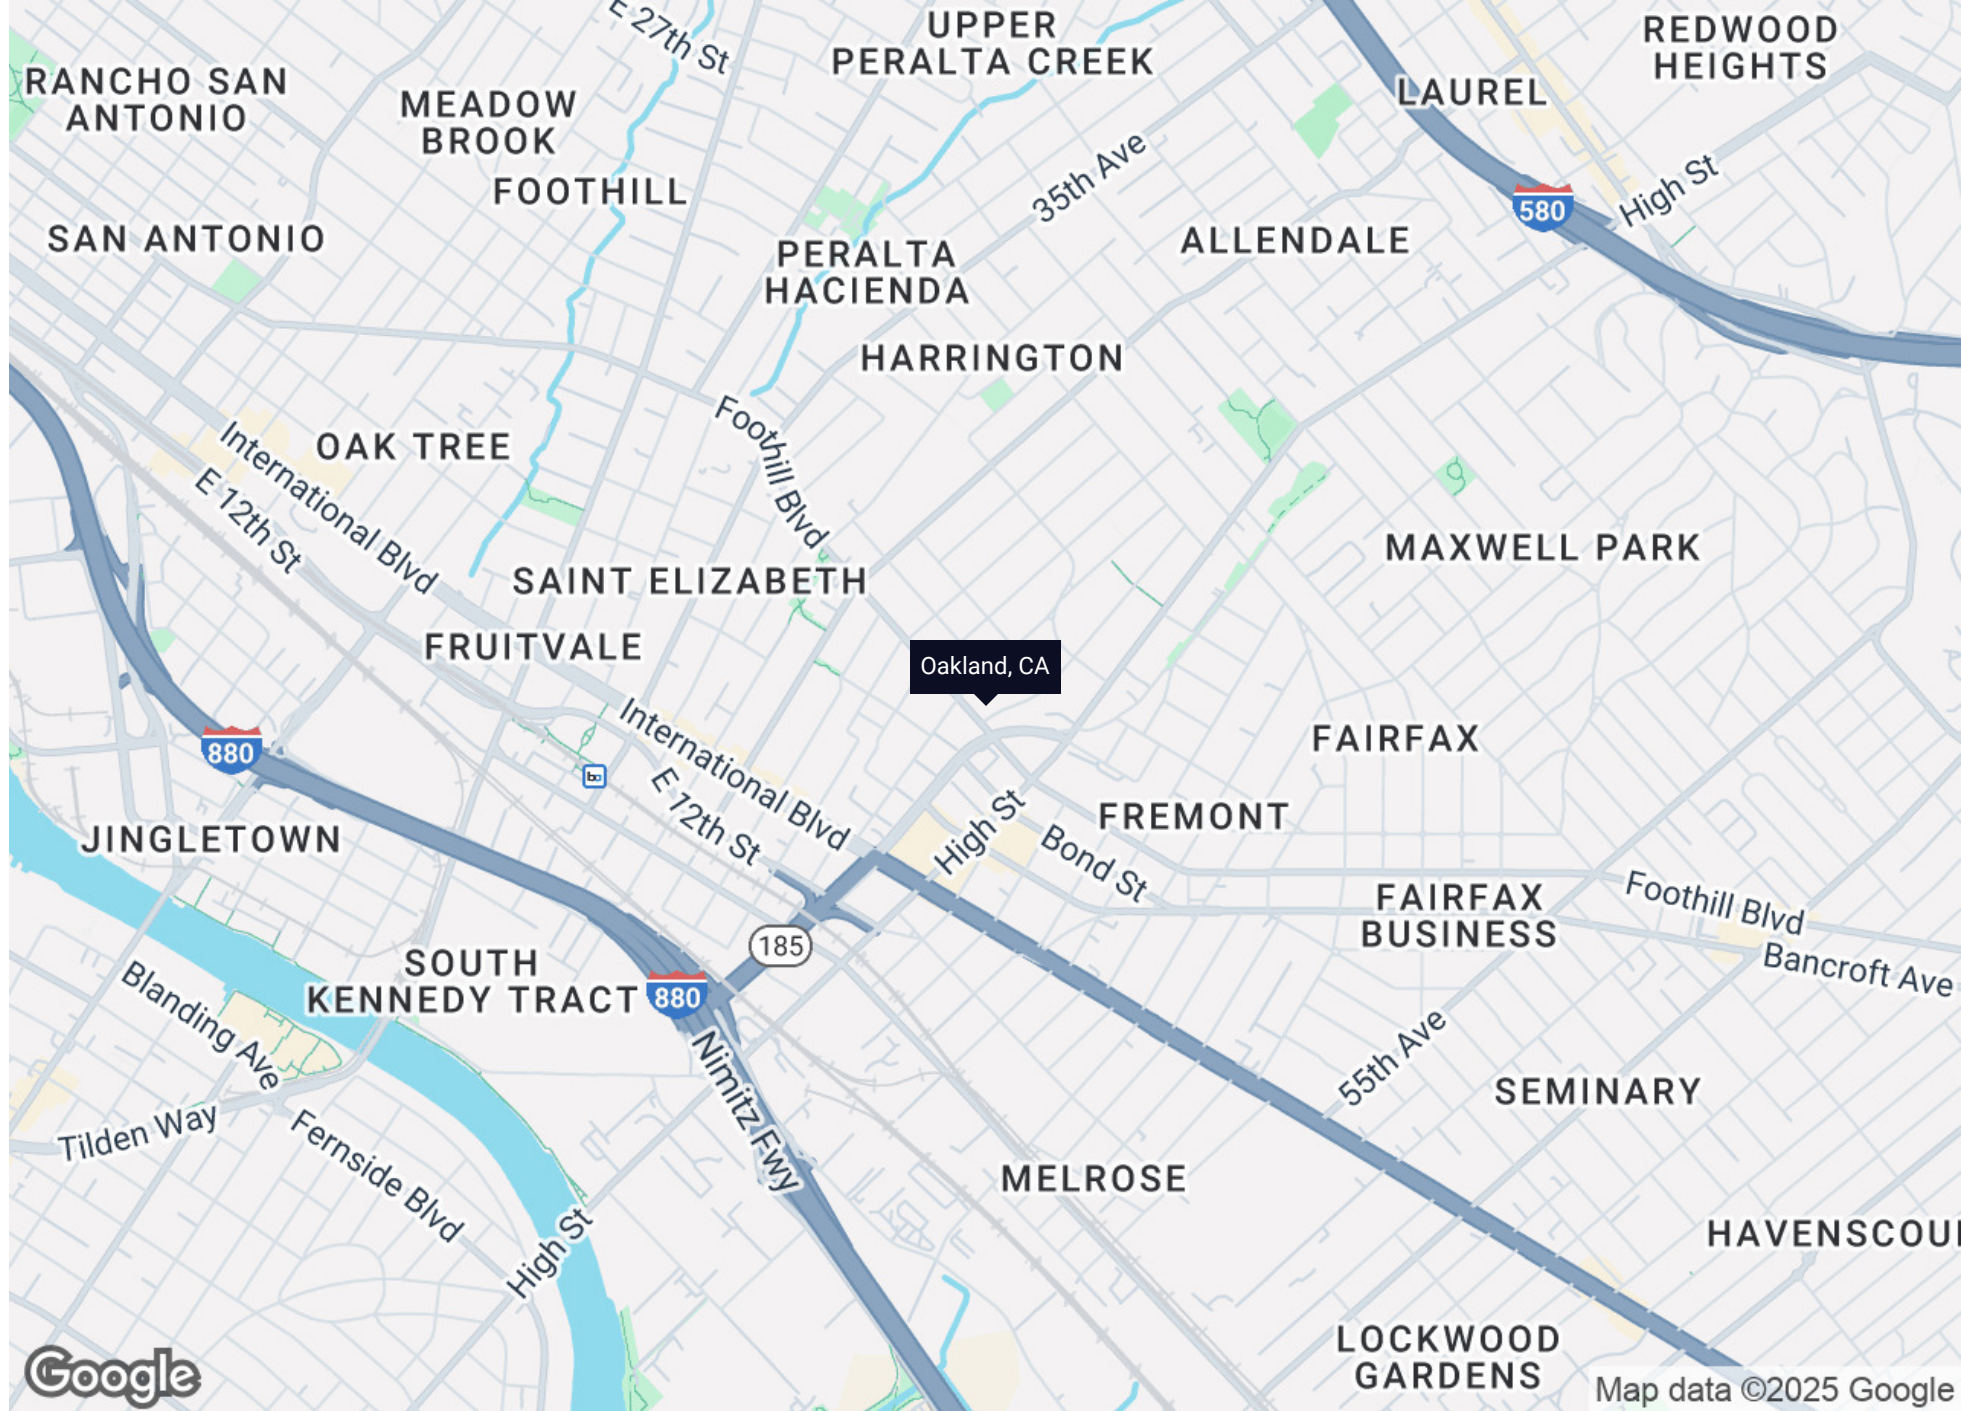 E 27th St
UPPER
PERALTA CREEK
REDWOOD
HEIGHTS
RANCHO SAN
ANTONIO
MEADOW
BROOK
LAUREL
FOOTHILL
35th Ave
High St
580
SAN ANTONIO
PERALTA
HACIENDA
ALLENDALE
HARRINGTON
Foothill Blvd
OAK TREE
International Blvd
E 12th St
MAXWELL PARK
SAINT ELIZABETH
FRUITVALE
Oakland, CA
International Blvd
FAIRFAX
880
ba
E 12th St
High St
FREMONT
JINGLETOWN
Bond St
FAIRFAX
BUSINESS
Foothill Blvd
185
Bancroft Ave
SOUTH
KENNEDY TRACT
880
Blanding Ave
Nimitz Fwy
55th Ave
SEMINARY
Tilden Way
Fernside Blvd
MELROSE
High St
HAVENSCOU
LOCKWOOD
GARDENS
Google
Map data ©2025 Google